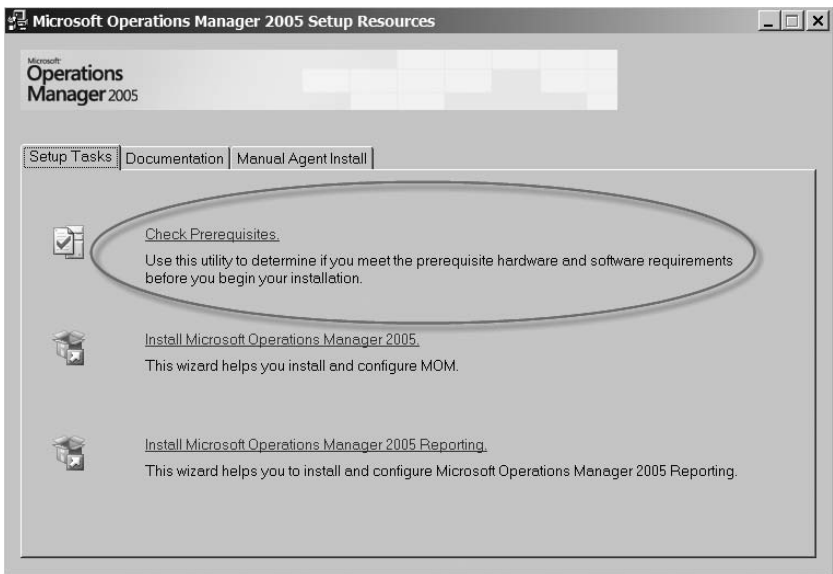 Microsoft Operations Manager 2005 Setup Resources
Microsoft
Operations
Manager 2005
Setup Tasks Documentation Manual Agent Install
Check Prerequisites.
Use this utility to determine if you meet the prerequisite hardware and software requirements
before you begin your installation.
Install Microsoft Operations Manager 2005.
This wizard helps you install and configure MOM.
Install Microsoft Operations Manager 2005 Reporting.
This wizard helps you to install and configure Microsoft Operations Manager 2005 Reporting.